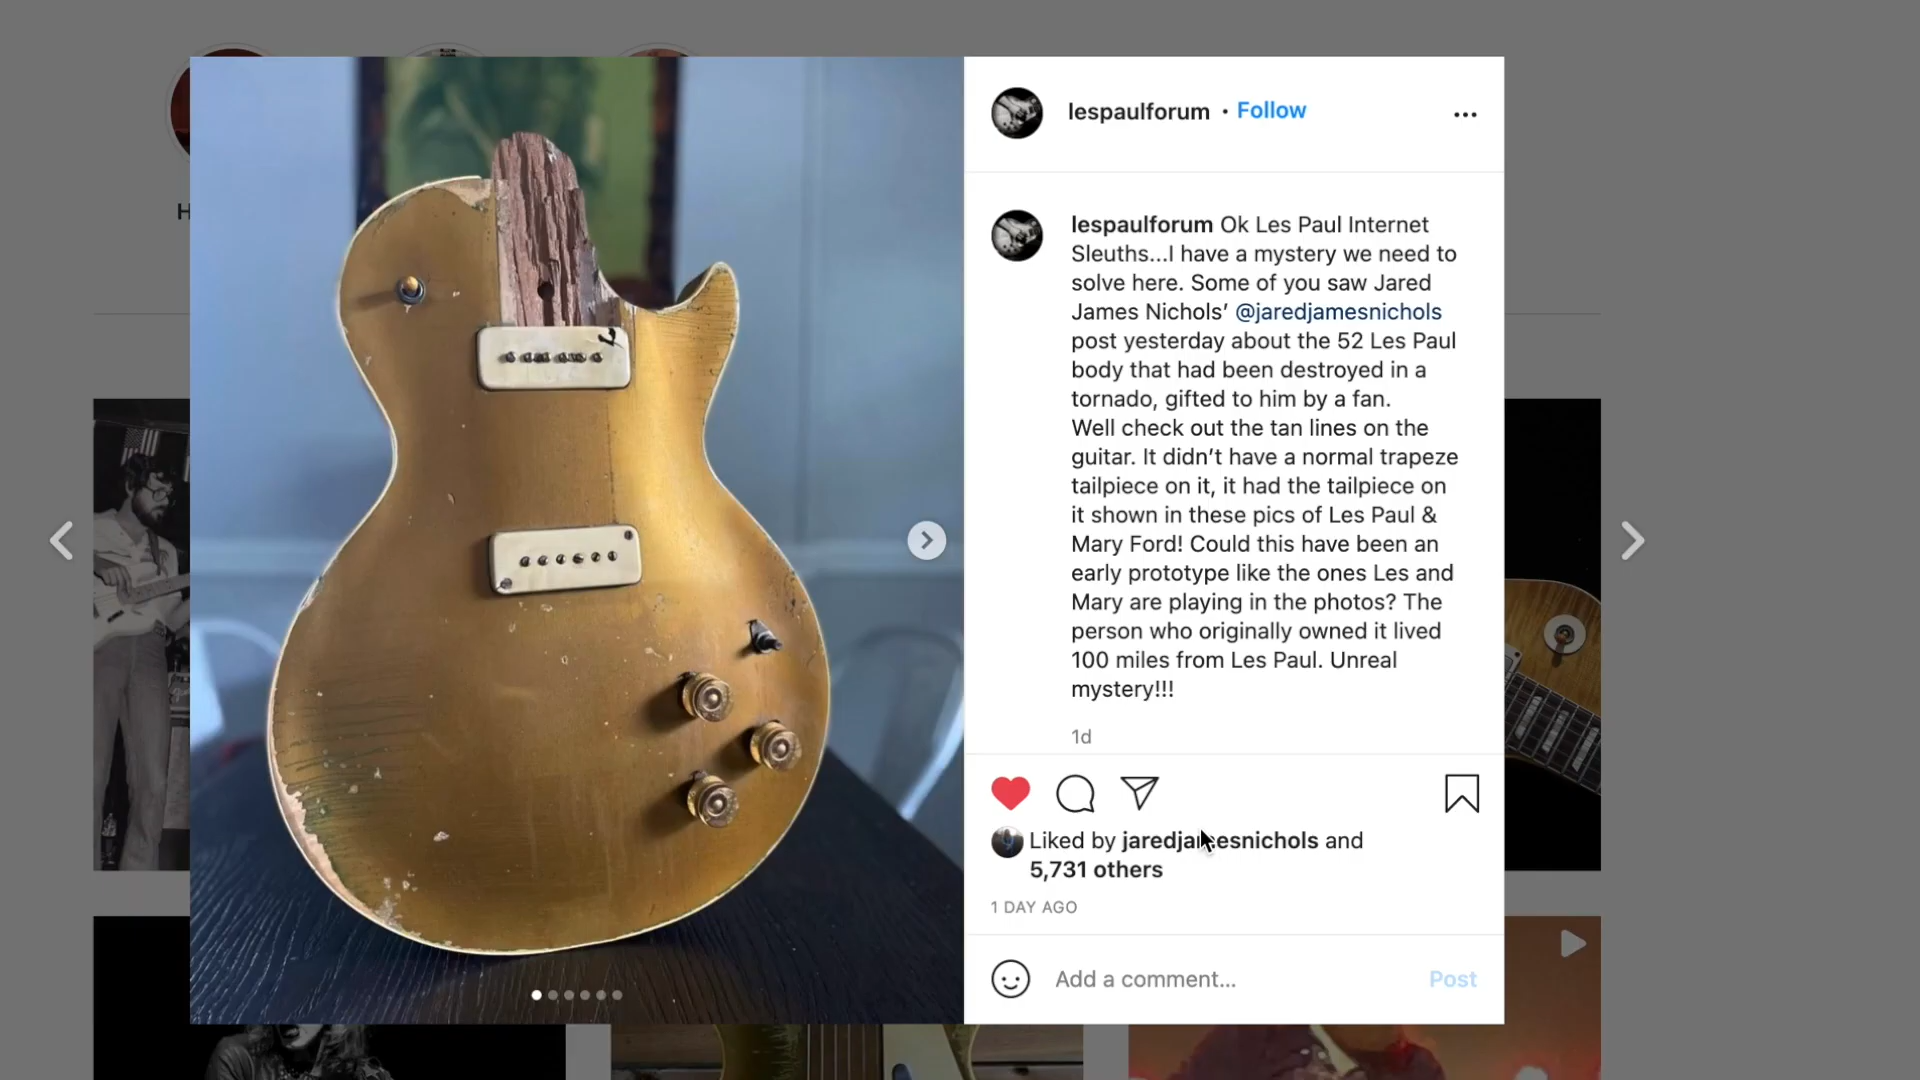 H
lespaulforum • Follow
lespaulforum Ok Les Paul Internet
Sleuths...I have a mystery we need to
solve here. Some of you saw Jared
James Nichols’ @jaredjamesnichols
post yesterday about the 52 Les Paul
body that had been destroyed in a
tornado, gifted to him by a fan.
Well check out the tan lines on the
guitar. It didn’t have a normal trapeze
tailpiece on it, it had the tailpiece on
it shown in these pics of Les Paul &
Mary Ford! Could this have been an
early prototype like the ones Les and
Mary are playing in the photos? The
person who originally owned it lived
100 miles from Les Paul. Unreal
mystery!!!
1d
Liked by jaredjamesnichols and
5,731 others
1 DAY AGO
Add a comment... Post